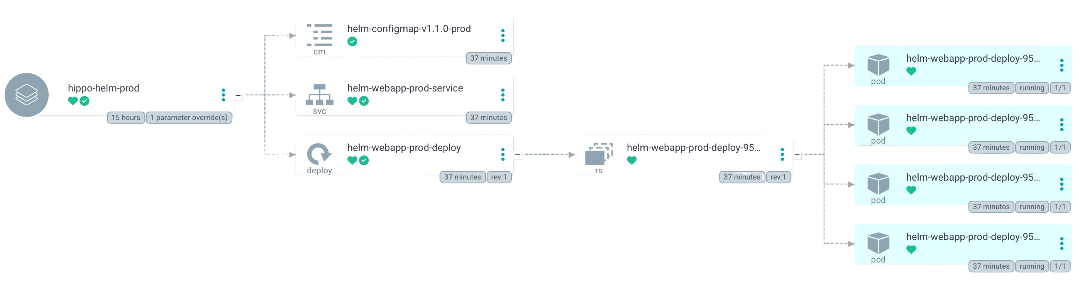 hippo-helm-prod
15 hours
1 parameter override(s)
helm-configmap-v1.1.0-prod
cm
37 minutes
helm-webapp-prod-service
svc
37 minutes
helm-webapp-prod-deploy
deploy
37 minutes
rev:1
helm-webapp-prod-deploy-95...
rs
37 minutes
rev:1
helm-webapp-prod-deploy-95...
pod
37 minutes
running
1/1
helm-webapp-prod-deploy-95...
pod
37 minutes
running
1/1
helm-webapp-prod-deploy-95...
pod
37 minutes
running
1/1
helm-webapp-prod-deploy-95...
pod
37 minutes
running
1/1